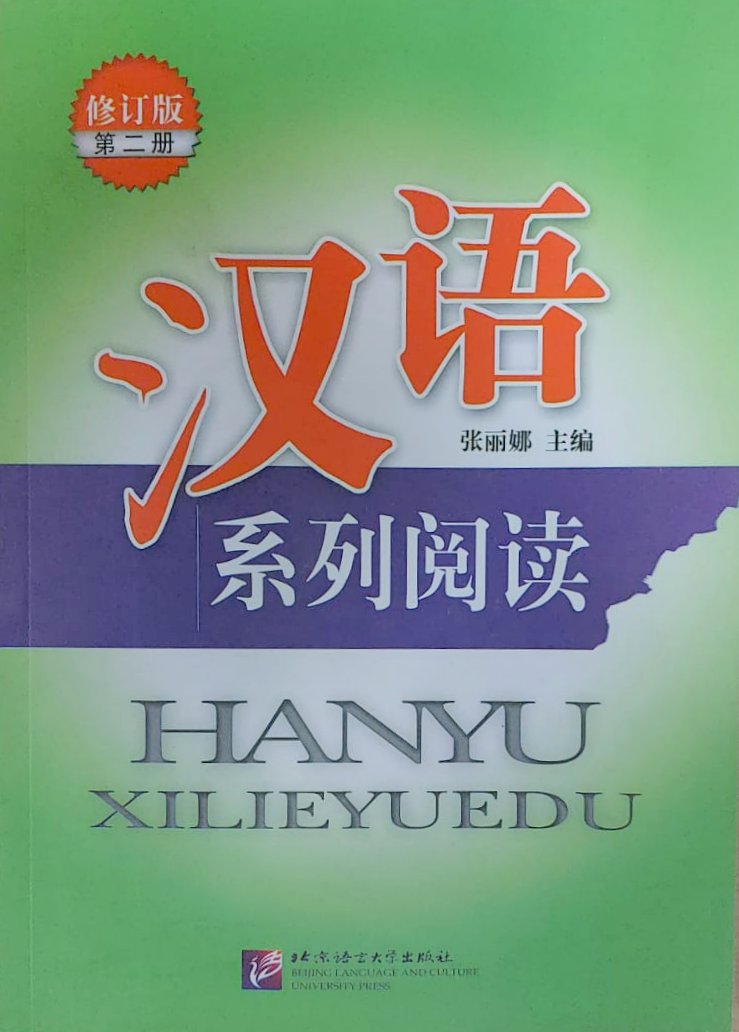 修订版
第二册
汉语
张丽娜 主编
系列阅读
HANYU
XILIEYUEDU
北京语言大学出版社
BEIJING LANGUAGE AND CULTURE
UNIVERSITY PRESS